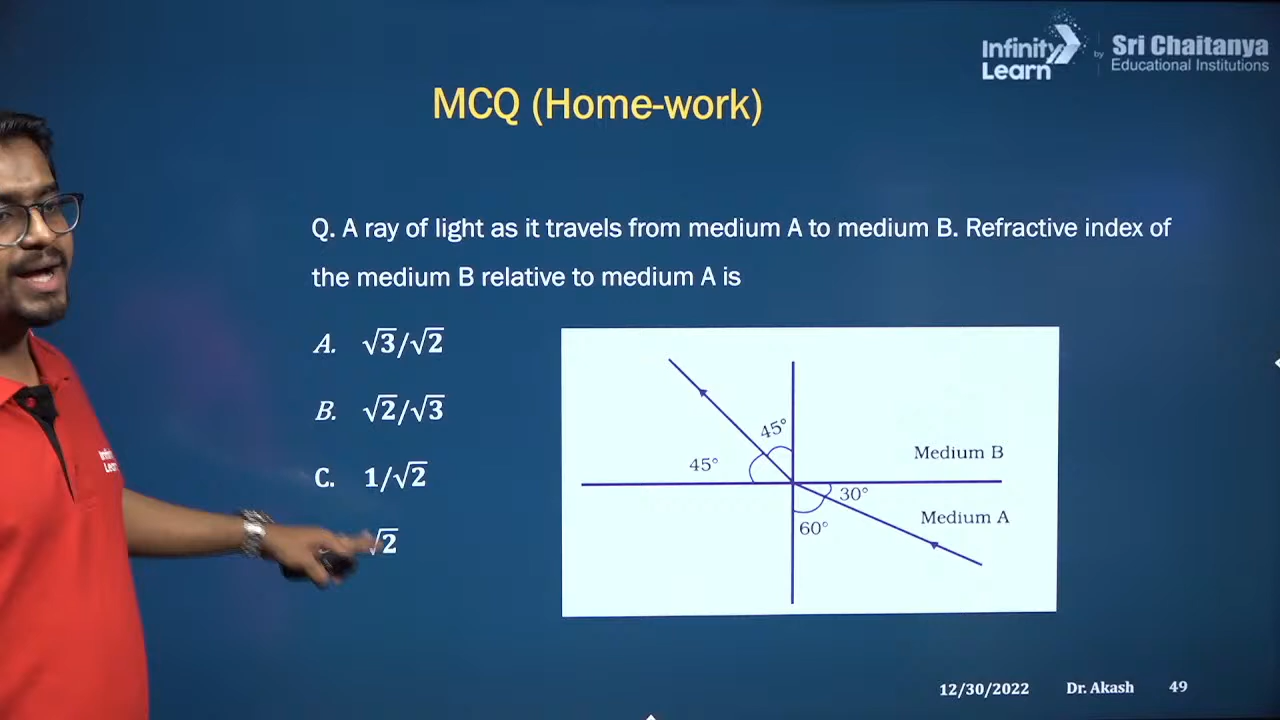 Infinity Learn by Sri Chaitanya Educational Institutions
MCQ (Home-work)
Q. A ray of light as it travels from medium A to medium B. Refractive index of
the medium B relative to medium A is
A. √3/√2
B. √2/√3
C. 1/√2
√2
45°
45°
Medium B
30°
Medium A
60°
Infinity
Learn
12/30/2022 Dr. Akash 49